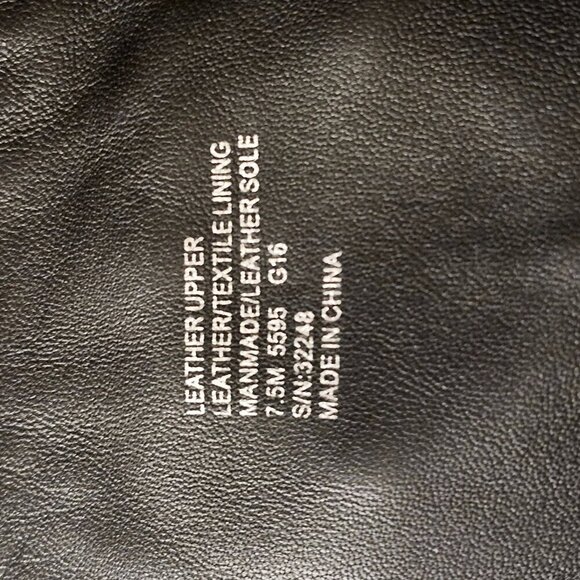 LEATHER UPPER
LEATHER/TEXTILE LINING
MANMADE/LEATHER SOLE
7.5M 5595 G16
S/N:32248
MADE IN CHINA